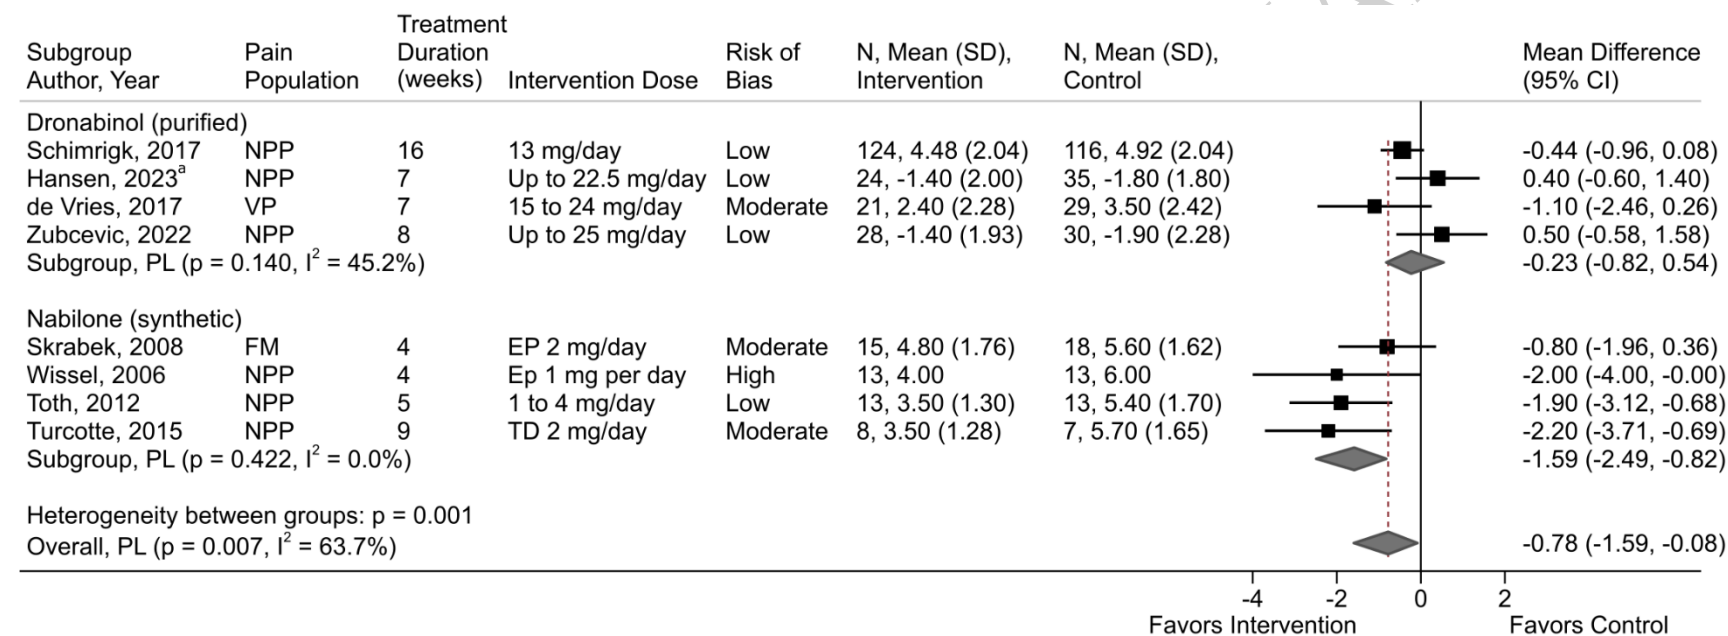 Treatment
Subgroup Pain Duration Risk of N, Mean (SD), N, Mean (SD), Mean Difference
Author, Year Population (weeks) Intervention Dose Bias Intervention Control (95% CI)
Dronabinol (purified)
Schimrigk, 2017 NPP 16 13 mg/day Low 124, 4.48 (2.04) 116, 4.92 (2.04) -0.44 (-0.96, 0.08)
Hansen, 2023a NPP 7 Up to 22.5 mg/day Low 24, -1.40 (2.00) 35, -1.80 (1.80) 0.40 (-0.60, 1.40)
de Vries, 2017 VP 7 15 to 24 mg/day Moderate 21, 2.40 (2.28) 29, 3.50 (2.42) -1.10 (-2.46, 0.26)
Zubcevic, 2022 NPP 8 Up to 25 mg/day Low 28, -1.40 (1.93) 30, -1.90 (2.28) 0.50 (-0.58, 1.58)
Subgroup, PL (p = 0.140, I2 = 45.2%) -0.23 (-0.82, 0.54)
Nabilone (synthetic)
Skrabek, 2008 FM 4 EP 2 mg/day Moderate 15, 4.80 (1.76) 18, 5.60 (1.62) -0.80 (-1.96, 0.36)
Wissel, 2006 NPP 4 Ep 1 mg per day High 13, 4.00 13, 6.00 -2.00 (-4.00, -0.00)
Toth, 2012 NPP 5 1 to 4 mg/day Low 13, 3.50 (1.30) 13, 5.40 (1.70) -1.90 (-3.12, -0.68)
Turcotte, 2015 NPP 9 TD 2 mg/day Moderate 8, 3.50 (1.28) 7, 5.70 (1.65) -2.20 (-3.71, -0.69)
Subgroup, PL (p = 0.422, I2 = 0.0%) -1.59 (-2.49, -0.82)
Heterogeneity between groups: p = 0.001
Overall, PL (p = 0.007, I2 = 63.7%) -0.78 (-1.59, -0.08)
-4 -2 0 2
Favors Intervention Favors Control